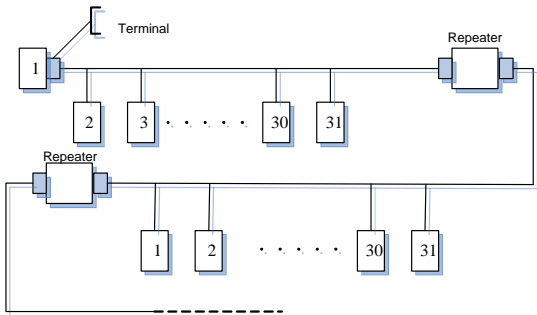 Terminal
Repeater
1
2 3 ..... 30 31
Repeater
1 2 ..... 30 31